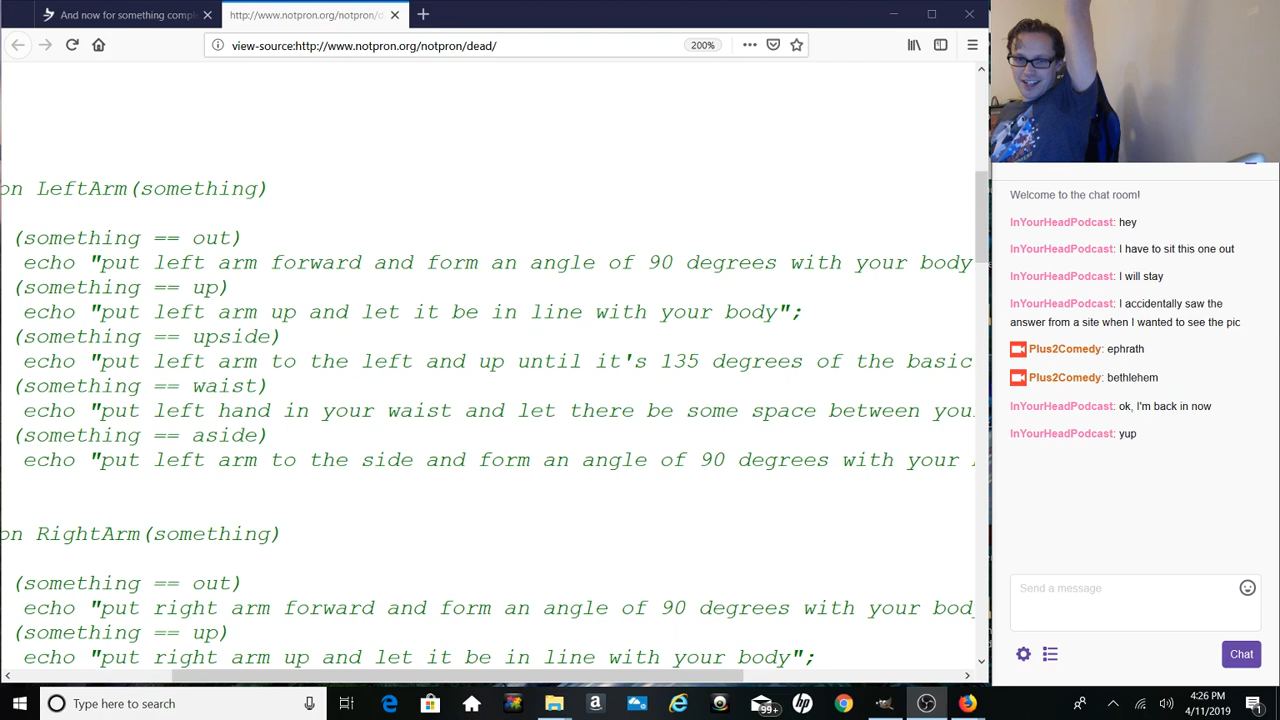 And now for something compl
http://www.notpron.org/notpron/d
view-source:http://www.notpron.org/notpron/dead/
200%
on LeftArm(something)
(something == out)
echo "put left arm forward and form an angle of 90 degrees with your body
(something == up)
echo "put left arm up and let it be in line with your body";
(something == upside)
echo "put left arm to the left and up until it's 135 degrees of the basic
(something == waist)
echo "put left hand in your waist and let there be some space between you
(something == aside)
echo "put left arm to the side and form an angle of 90 degrees with your
on RightArm(something)
(something == out)
echo "put right arm forward and form an angle of 90 degrees with your bod
(something == up)
echo "put right arm up and let it be in line with your body";
Welcome to the chat room!
InYourHeadPodcast: hey
InYourHeadPodcast: I have to sit this one out
InYourHeadPodcast: I will stay
InYourHeadPodcast: I accidentally saw the
answer from a site when I wanted to see the pic
Plus2Comedy: ephrath
Plus2Comedy: bethlehem
InYourHeadPodcast: ok, I'm back in now
InYourHeadPodcast: yup
Send a message
Chat
Type here to search
99+
4:26 PM
4/11/2019